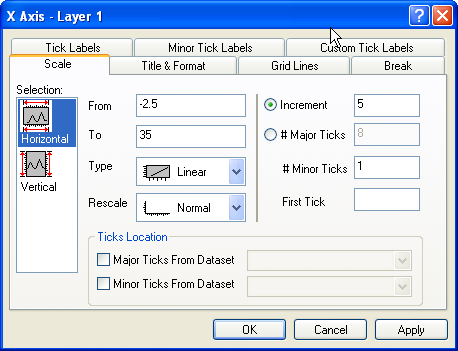 X Axis - Layer 1
Tick Labels Minor Tick Labels Custom Tick Labels
Scale Title & Format Grid Lines Break
Selection:
Horizontal
Vertical
From -2.5
To 35
Type Linear
Rescale Normal
Increment 5
# Major Ticks 8
# Minor Ticks 1
First Tick
Ticks Location
Major Ticks From Dataset
Minor Ticks From Dataset
OK Cancel Apply